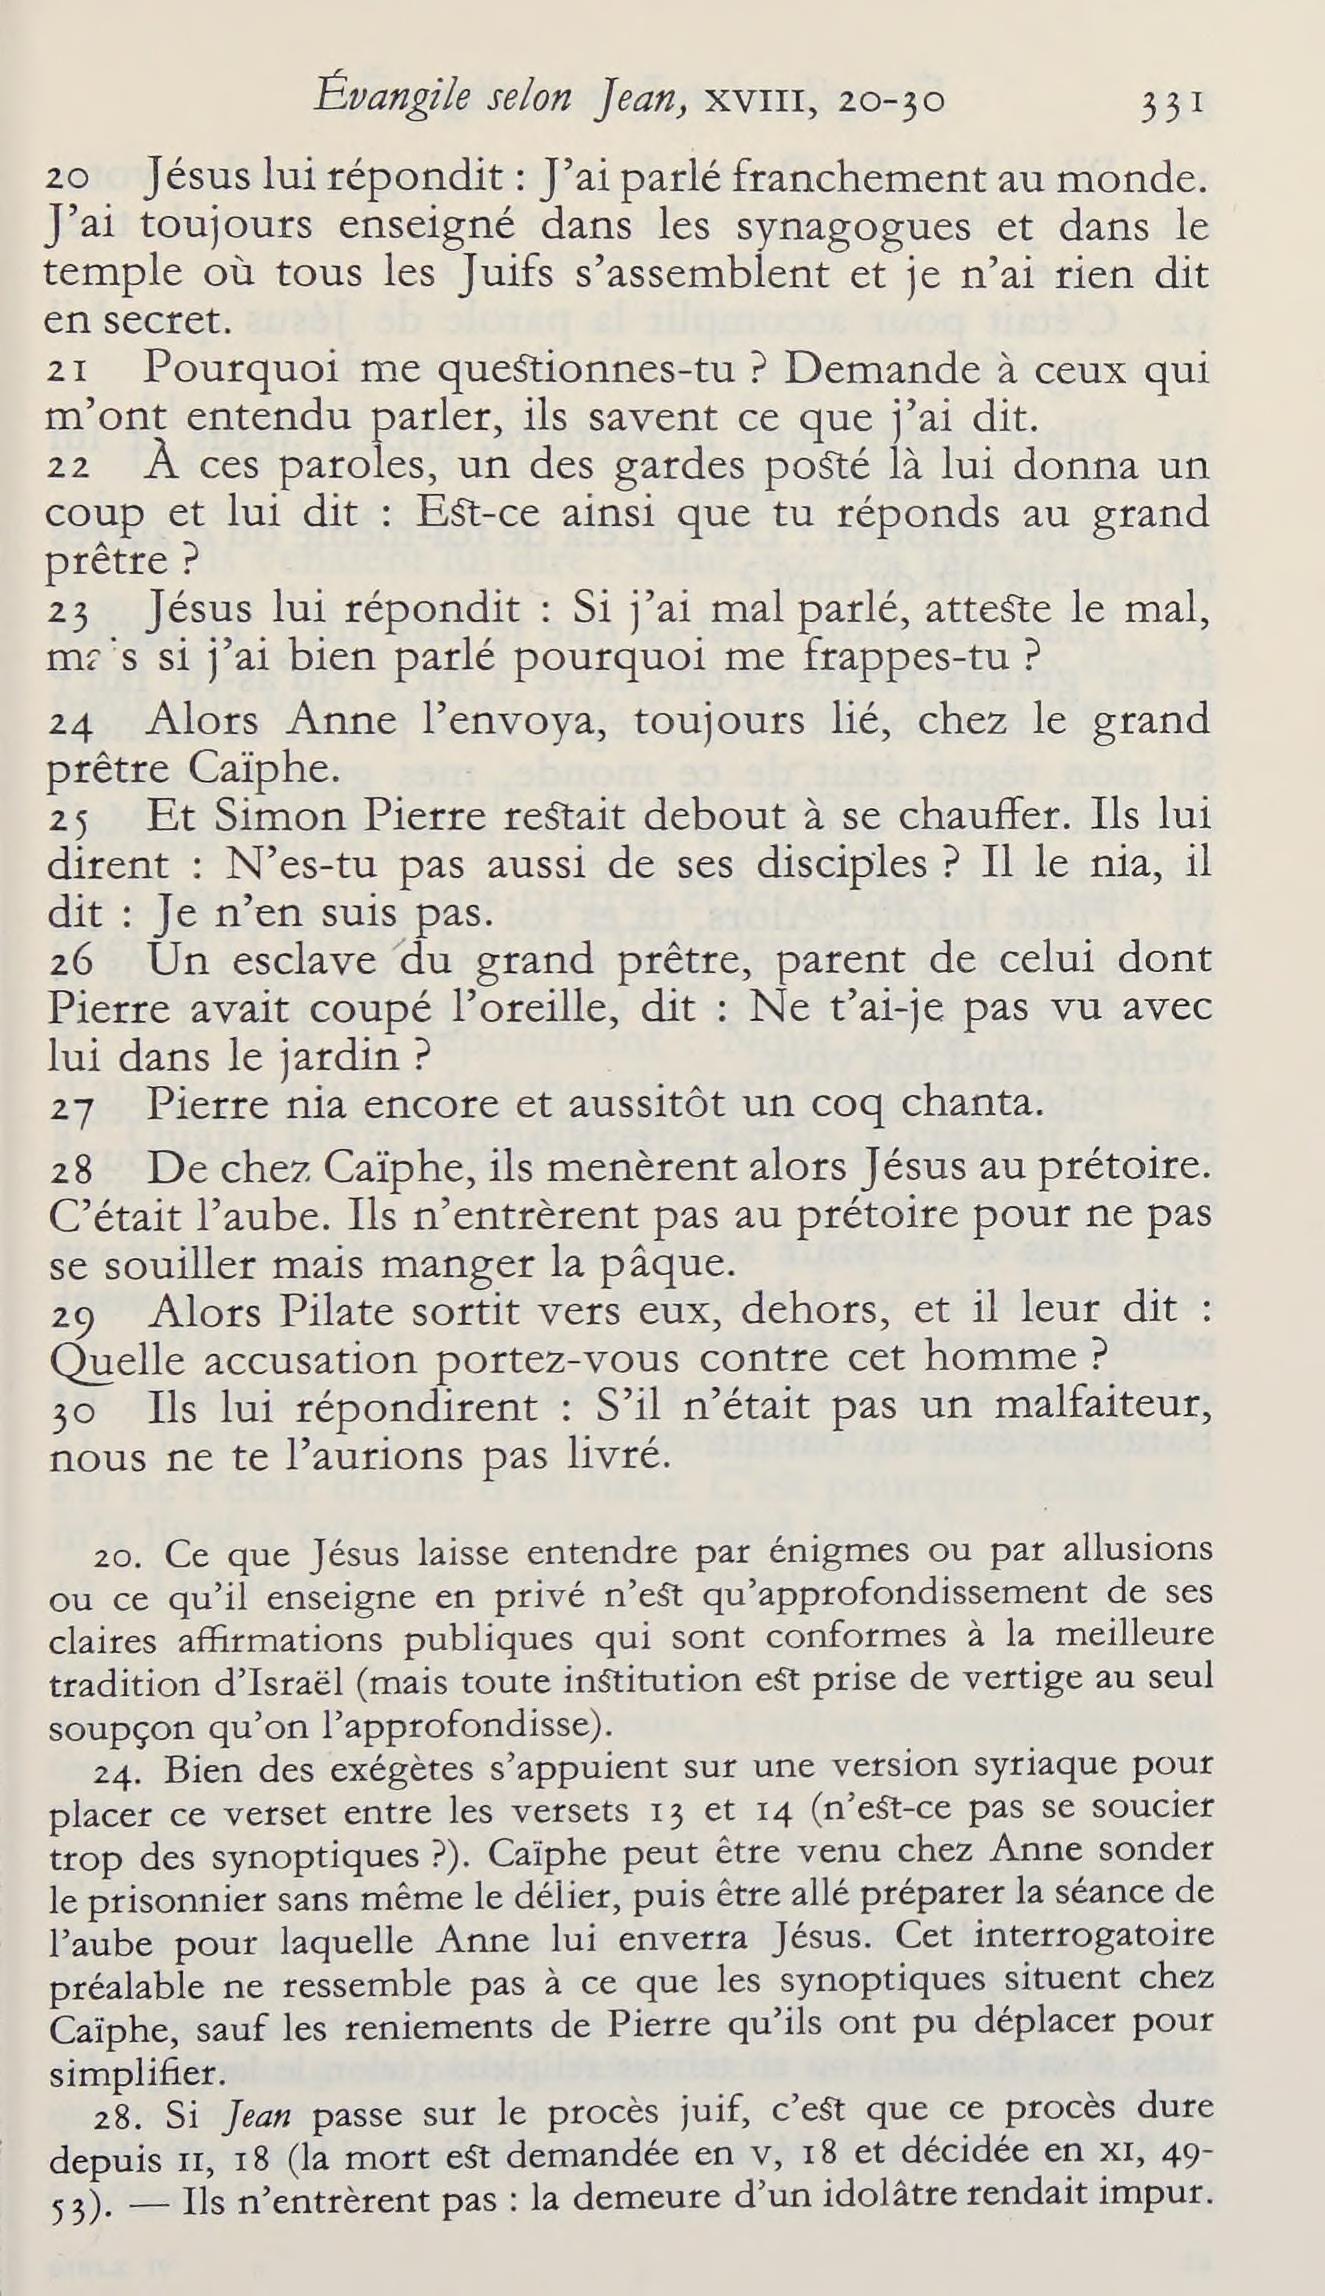 Évangile selon Jean, XVIII, 20-30 331
20 Jésus lui répondit : J’ai parlé franchement au monde.
J’ai toujours enseigné dans les synagogues et dans le
temple où tous les Juifs s’assemblent et je n’ai rien dit
en secret.
21 Pourquoi me questionnes-tu ? Demande à ceux qui
m’ont entendu parler, ils savent ce que j’ai dit.
22 À ces paroles, un des gardes posté là lui donna un
coup et lui dit : Est-ce ainsi que tu réponds au grand
prêtre ?
23 Jésus lui répondit : Si j’ai mal parlé, atteste le mal,
mais si j’ai bien parlé pourquoi me frappes-tu ?
24 Alors Anne l’envoya, toujours lié, chez le grand
prêtre Caïphe.
25 Et Simon Pierre restait debout à se chauffer. Ils lui
dirent : N’es-tu pas aussi de ses disciples ? Il le nia, il
dit : Je n’en suis pas.
26 Un esclave du grand prêtre, parent de celui dont
Pierre avait coupé l’oreille, dit : Ne t’ai-je pas vu avec
lui dans le jardin ?
27 Pierre nia encore et aussitôt un coq chanta.
28 De chez Caïphe, ils menèrent alors Jésus au prétoire.
C’était l’aube. Ils n’entrèrent pas au prétoire pour ne pas
se souiller mais manger la pâque.
29 Alors Pilate sortit vers eux, dehors, et il leur dit :
Quelle accusation portez-vous contre cet homme ?
30 Ils lui répondirent : S’il n’était pas un malfaiteur,
nous ne te l’aurions pas livré.
20. Ce que Jésus laisse entendre par énigmes ou par allusions
ou ce qu’il enseigne en privé n’est qu’approfondissement de ses
claires affirmations publiques qui sont conformes à la meilleure
tradition d’Israël (mais toute institution est prise de vertige au seul
soupçon qu’on l’approfondisse).
24. Bien des exégètes s’appuient sur une version syriaque pour
placer ce verset entre les versets 13 et 14 (n’est-ce pas se soucier
trop des synoptiques ?). Caïphe peut être venu chez Anne sonder
le prisonnier sans même le délier, puis être allé préparer la séance de
l’aube pour laquelle Anne lui enverra Jésus. Cet interrogatoire
préalable ne ressemble pas à ce que les synoptiques situent chez
Caïphe, sauf les reniements de Pierre qu’ils ont pu déplacer pour
simplifier.
28. Si Jean passe sur le procès juif, c’est que ce procès dure
depuis II, 18 (la mort est demandée en V, 18 et décidée en XI, 49-
53). — Ils n’entrèrent pas : la demeure d’un idolâtre rendait impur.